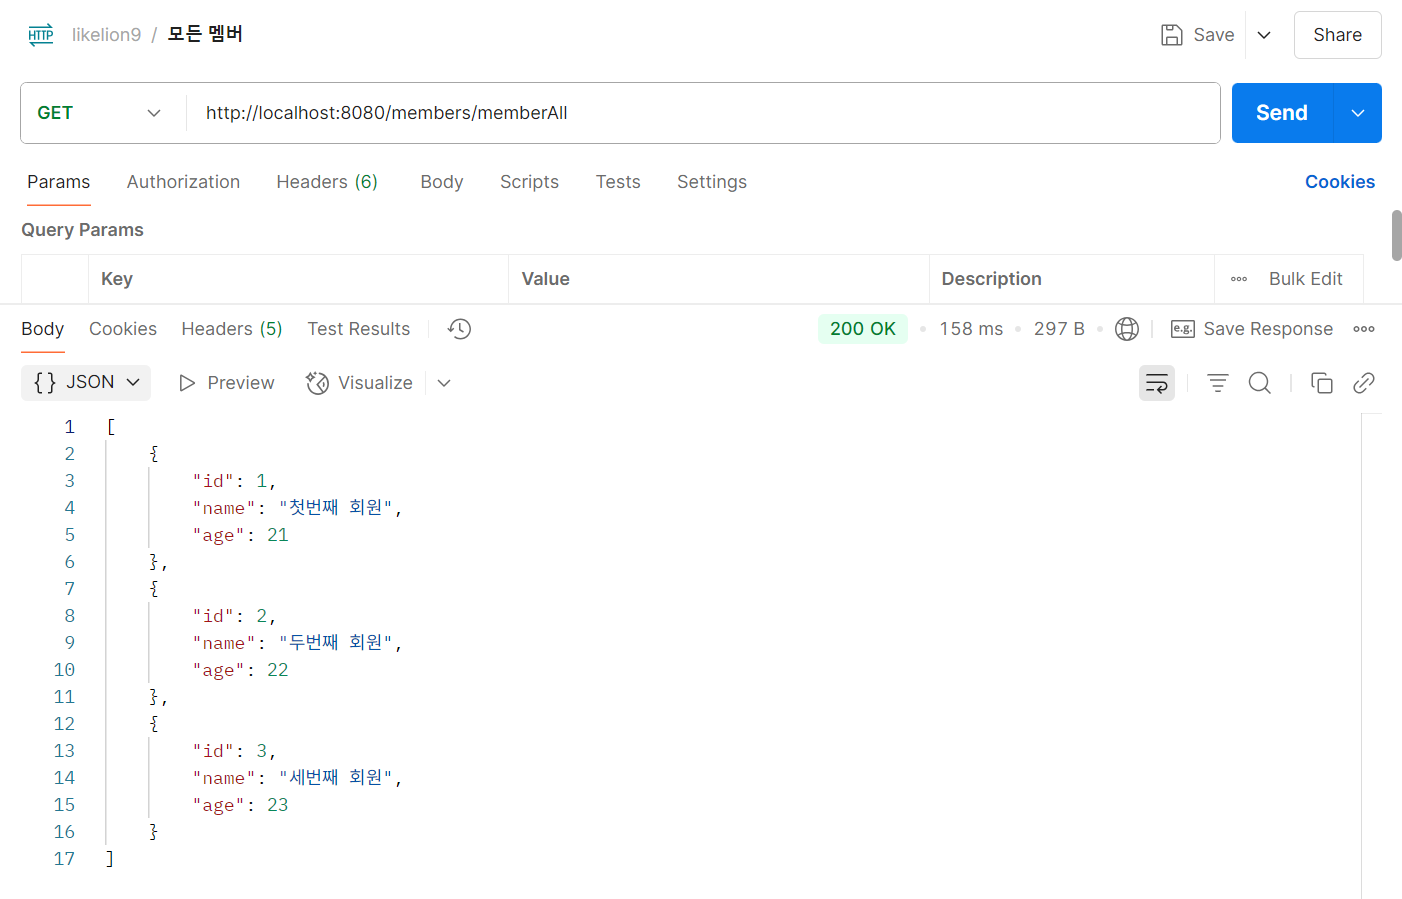 HTTP likelion9 / 모든 멤버 Save Share
GET http://localhost:8080/members/memberAll Send
Params Authorization Headers (6) Body Scripts Tests Settings Cookies
Query Params
Key Value Description Bulk Edit
Body Cookies Headers (5) Test Results 200 OK 158 ms 297 B e.g. Save Response
{} JSON Preview Visualize
1 [
2 {
3 "id": 1,
4 "name": "첫번째 회원",
5 "age": 21
6 },
7 {
8 "id": 2,
9 "name": "두번째 회원",
10 "age": 22
11 },
12 {
13 "id": 3,
14 "name": "세번째 회원",
15 "age": 23
16 }
17 ]